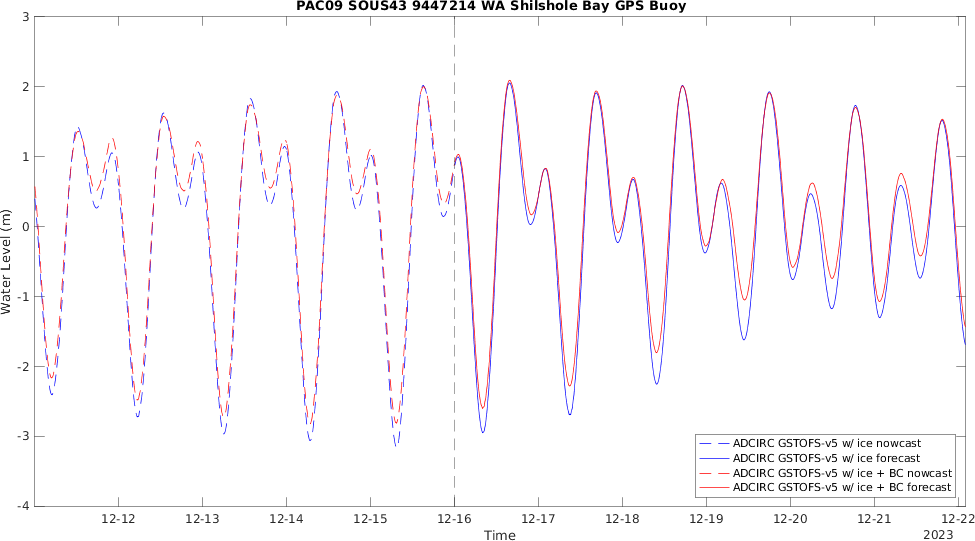 PAC09 SOUS43 9447214 WA Shilshole Bay GPS Buoy
3
2
1
0
-1
-2
-3
-4
Water Level (m)
12-12
12-13
12-14
12-15
12-16
12-17
12-18
12-19
12-20
12-21
12-22
Time
2023
ADCIRC GSTOFS-v5 w/ ice nowcast
ADCIRC GSTOFS-v5 w/ ice forecast
ADCIRC GSTOFS-v5 w/ ice + BC nowcast
ADCIRC GSTOFS-v5 w/ ice + BC forecast